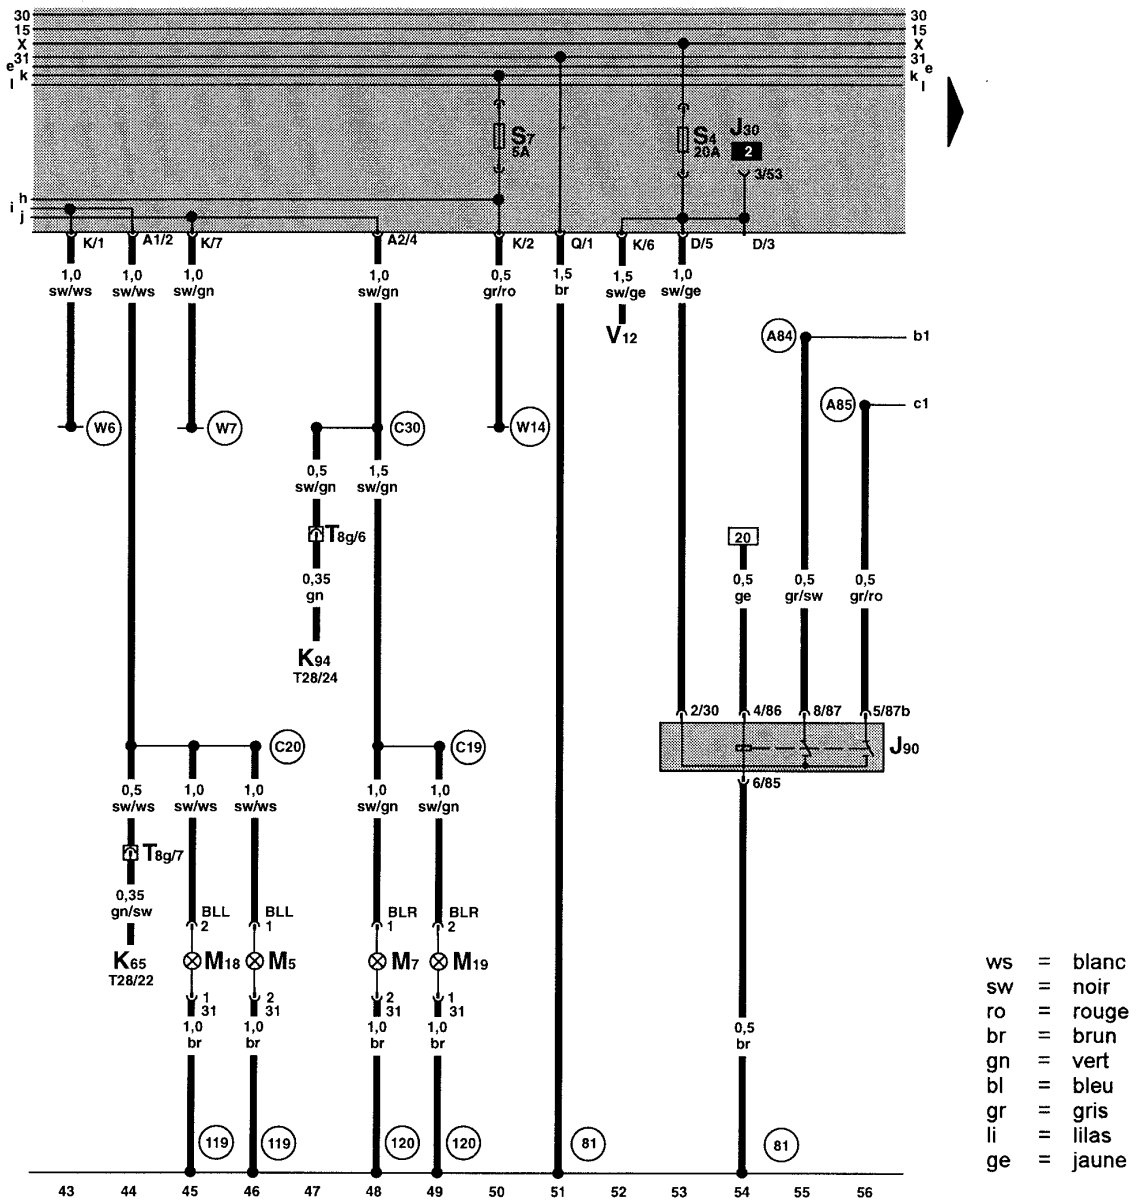 30 30
15 15
X X
31 31
e e
k k
l l
S7
5A
S4
20A
J30
2
3/53
h
i
j
K/1 A1/2 K/7 A2/4 K/2 Q/1 K/6 D/5 D/3
1,0 1,0 1,0 1,0 0,5 1,5 1,5 1,0
sw/ws sw/ws sw/gn sw/gn gr/ro br sw/ge sw/ge
V12
A84 b1
A85 c1
W6 W7 C30 W14
0,5 1,5
sw/gn sw/gn
T8g/6
20
0,35
gn
0,5 0,5 0,5
ge gr/sw gr/ro
K94
T28/24
2/30 4/86 8/87 5/87b
J90
6/85
C20 C19
0,5 1,0 1,0 1,0 1,0
sw/ws sw/ws sw/ws sw/gn sw/gn
T8g/7
0,35
gn/sw
BLL BLL BLR BLR
2 1 1 2
K65
T28/22
M18 M5 M7 M19
1 2 2 1
31 31 31 31
1,0 1,0 1,0 1,0 0,5
br br br br br
119 119 120 120 81 81
43 44 45 46 47 48 49 50 51 52 53 54 55 56
ws = blanc
sw = noir
ro = rouge
br = brun
gn = vert
bl = bleu
gr = gris
li = lilas
ge = jaune